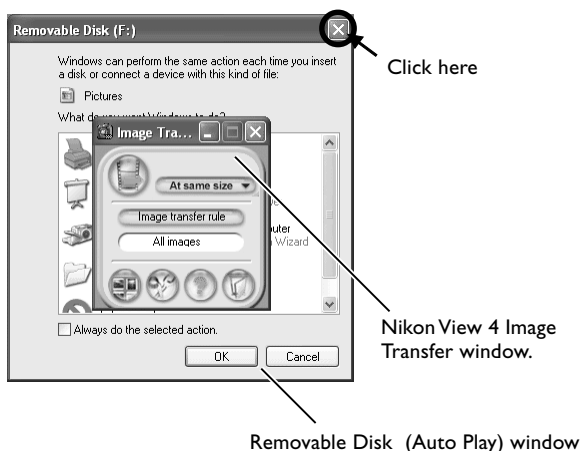 Removable Disk (F:)
Click here
Windows can perform the same action each time you insert
a disk or connect a device with this kind of file:
Pictures
What do you want Windows to do?
Image Tra...
At same size
Image transfer rule
All images
Wizard
Always do the selected action.
OK
Cancel
Nikon View 4 Image
Transfer window.
Removable Disk (Auto Play) window